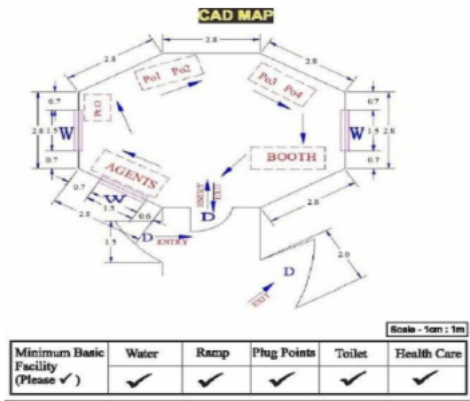 CAD MAP
2.8
2.8
2.8
Po1 Po2
Po3 Po4
0.7
2.8 1.5 W
0.7
0.7
W 1.5 2.8
0.7
BOOTH
AGENTS
W
0.7
1.5
2.8
0.6
ENTRY
EXIT
D
2.8
1.5
D ENTRY
D
2.0
EXIT
Scale - 1cm : 1m
Minimum Basic Facility (Please ✓) Water Ramp Plug Points Toilet Health Care
✓ ✓ ✓ ✓ ✓